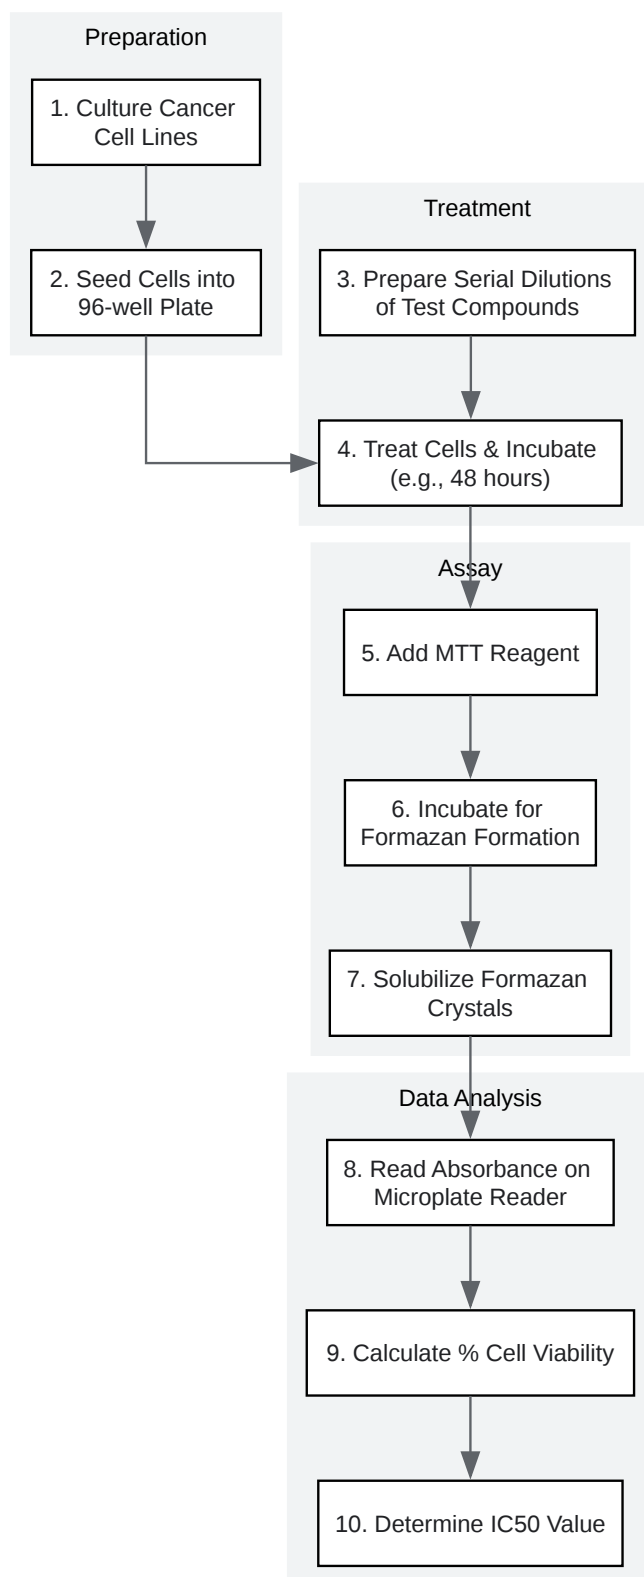 Preparation
1. Culture Cancer
Cell Lines
2. Seed Cells into
96-well Plate
Treatment
3. Prepare Serial Dilutions
of Test Compounds
4. Treat Cells & Incubate
(e.g., 48 hours)
Assay
5. Add MTT Reagent
6. Incubate for
Formazan Formation
7. Solubilize Formazan
Crystals
Data Analysis
8. Read Absorbance on
Microplate Reader
9. Calculate % Cell Viability
10. Determine IC50 Value